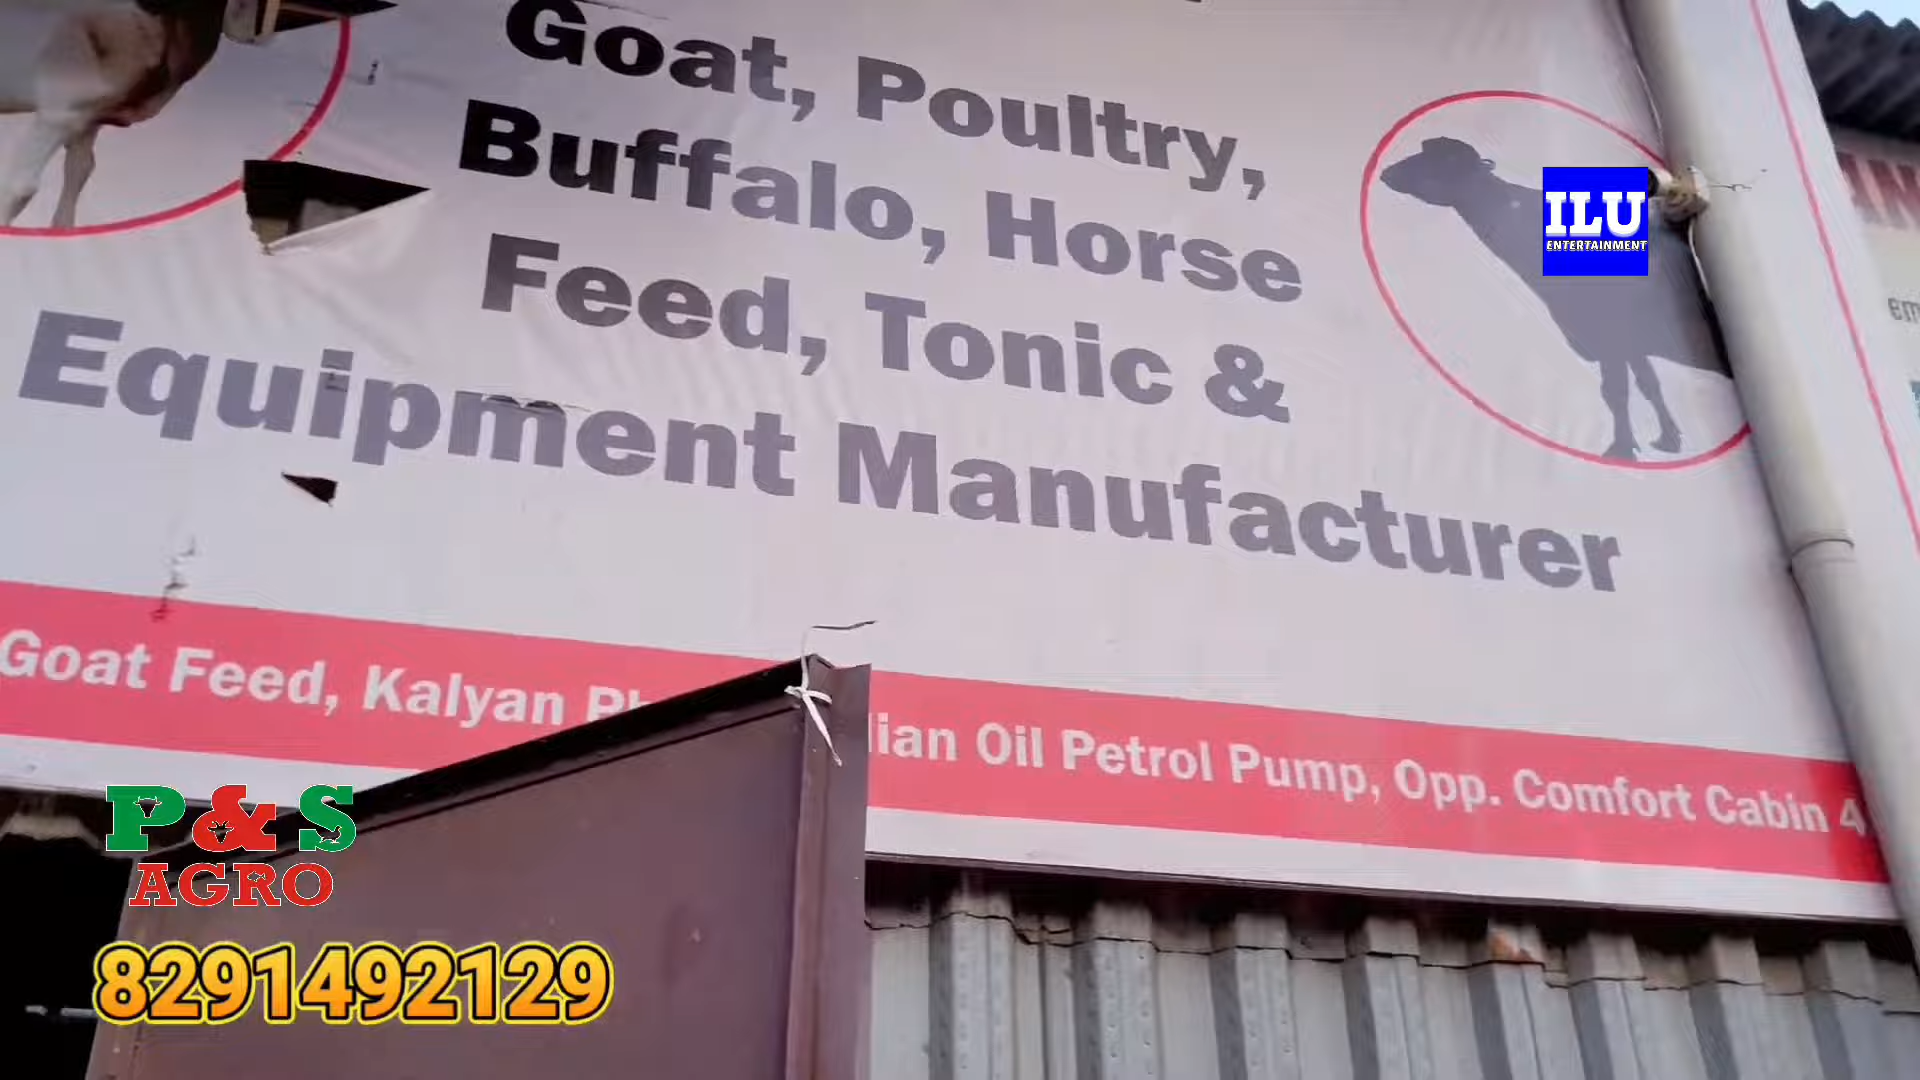 Goat, Poultry,
Buffalo, Horse
Feed, Tonic &
Equipment Manufacturer
ILU
ENTERTAINMENT
Goat Feed, Kalyan Oil Petrol Pump, Opp. Comfort Cabin 4
P&S
AGRO
8291492129